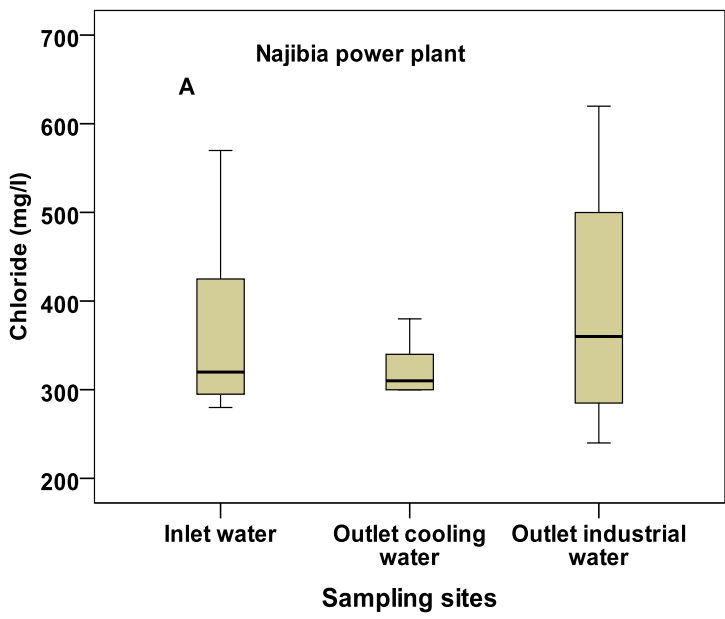 Najibia power plant
A
700
600
500
400
300
200
Chloride (mg/l)
Inlet water
Outlet cooling
water
Outlet industrial
water
Sampling sites